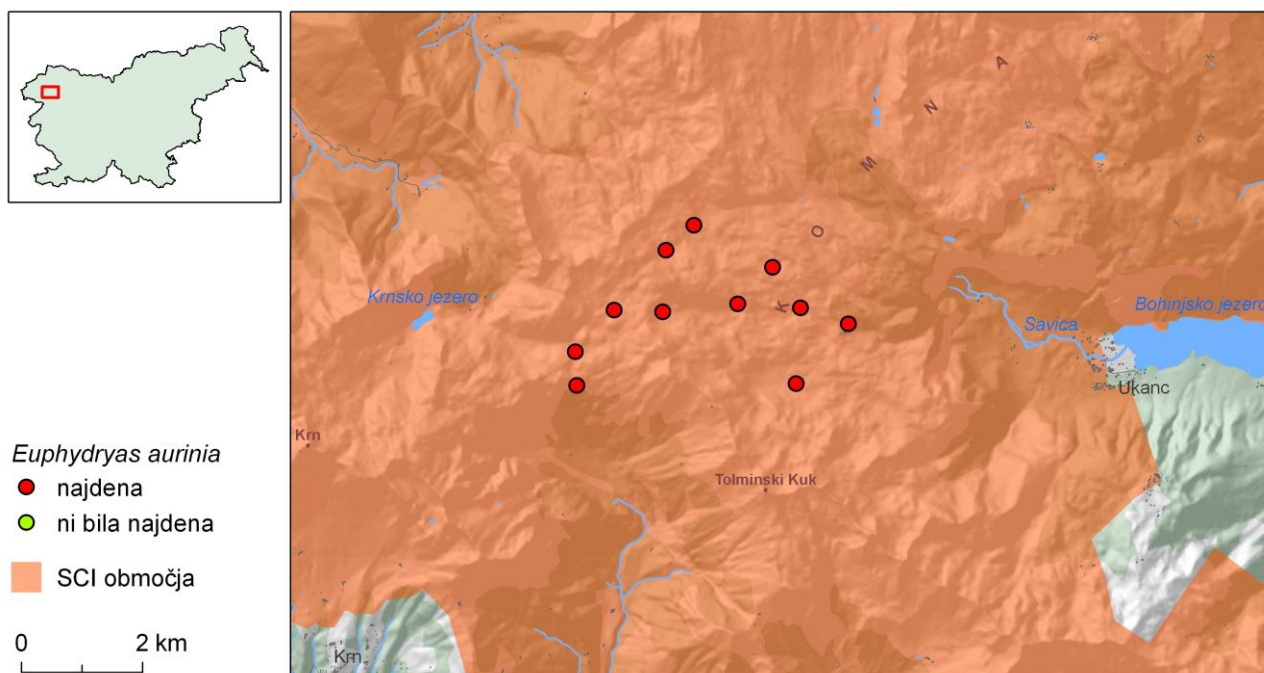 Euphydryas aurinia
najdena
ni bila najdena
SCI območja
0 2 km
K O M N A
Krnsko jezero
Bohinjsko jezero
Savica
Ukanc
Krn
Tolminski Kuk
Krn